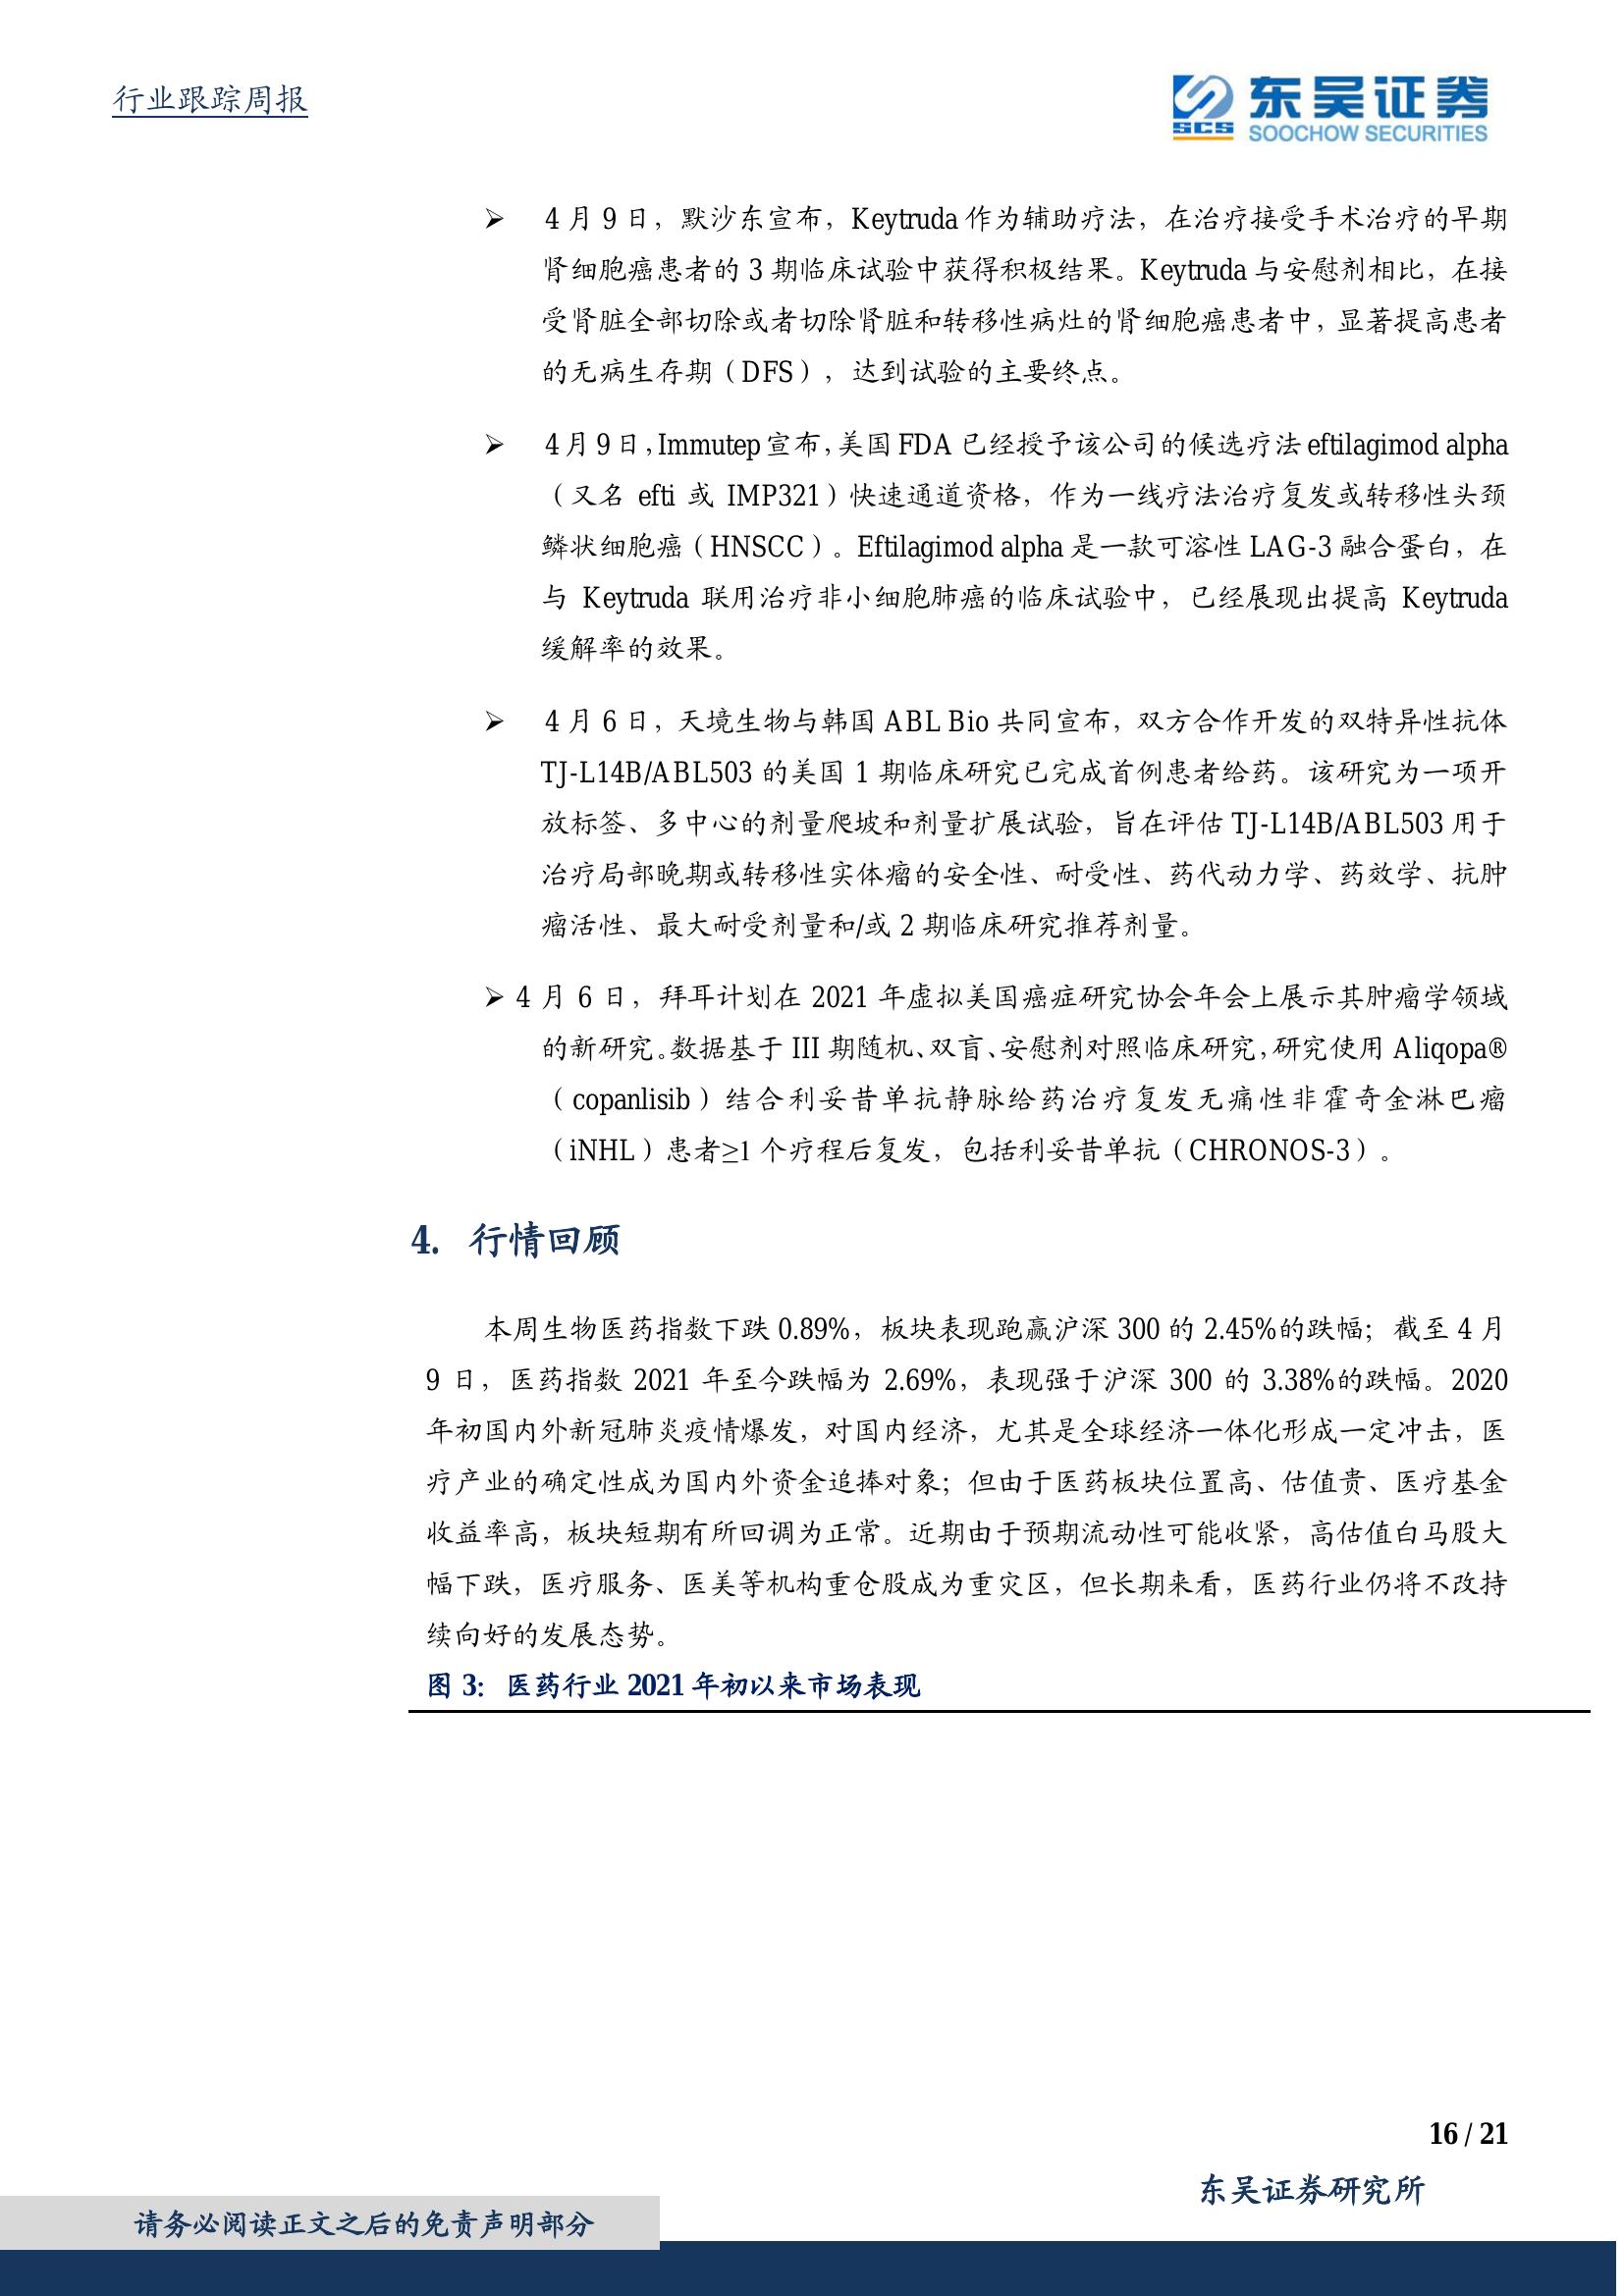 行业跟踪周报
SCS 东吴证券
SOOCHOW SECURITIES
➢ 4 月 9 日，默沙东宣布，Keytruda 作为辅助疗法，在治疗接受手术治疗的早期
肾细胞癌患者的 3 期临床试验中获得积极结果。Keytruda 与安慰剂相比，在接
受肾脏全部切除或者切除肾脏和转移性病灶的肾细胞癌患者中，显著提高患者
的无病生存期（DFS），达到试验的主要终点。
➢ 4 月 9 日，Immutep 宣布，美国 FDA 已经授予该公司的候选疗法 eftilagimod alpha
（又名 efti 或 IMP321）快速通道资格，作为一线疗法治疗复发或转移性头颈
鳞状细胞癌（HNSCC）。Eftilagimod alpha 是一款可溶性 LAG-3 融合蛋白，在
与 Keytruda 联用治疗非小细胞肺癌的临床试验中，已经展现出提高 Keytruda
缓解率的效果。
➢ 4 月 6 日，天境生物与韩国 ABL Bio 共同宣布，双方合作开发的双特异性抗体
TJ-L14B/ABL503 的美国 1 期临床研究已完成首例患者给药。该研究为一项开
放标签、多中心的剂量爬坡和剂量扩展试验，旨在评估 TJ-L14B/ABL503 用于
治疗局部晚期或转移性实体瘤的安全性、耐受性、药代动力学、药效学、抗肿
瘤活性、最大耐受剂量和/或 2 期临床研究推荐剂量。
➢ 4 月 6 日，拜耳计划在 2021 年虚拟美国癌症研究协会年会上展示其肿瘤学领域
的新研究。数据基于 III 期随机、双盲、安慰剂对照临床研究，研究使用 Aliqopa®
（copanlisib）结合利妥昔单抗静脉给药治疗复发无痛性非霍奇金淋巴瘤
（iNHL）患者≥1 个疗程后复发，包括利妥昔单抗（CHRONOS-3）。
4. 行情回顾
本周生物医药指数下跌 0.89%，板块表现跑赢沪深 300 的 2.45%的跌幅；截至 4 月
9 日，医药指数 2021 年至今跌幅为 2.69%，表现强于沪深 300 的 3.38%的跌幅。2020
年初国内外新冠肺炎疫情爆发，对国内经济，尤其是全球经济一体化形成一定冲击，医
疗产业的确定性成为国内外资金追捧对象；但由于医药板块位置高、估值贵、医疗基金
收益率高，板块短期有所回调为正常。近期由于预期流动性可能收紧，高估值白马股大
幅下跌，医疗服务、医美等机构重仓股成为重灾区，但长期来看，医药行业仍将不改持
续向好的发展态势。
图 3： 医药行业 2021 年初以来市场表现
16 / 21
东吴证券研究所
请务必阅读正文之后的免责声明部分